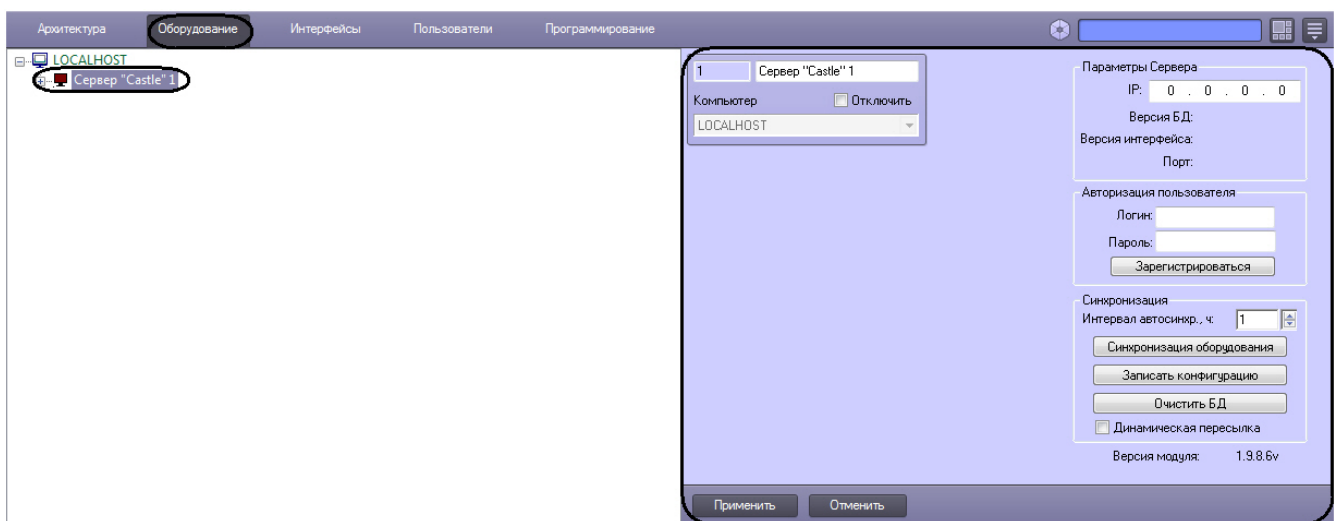 Архитектура Оборудование Интерфейсы Пользователи Программирование
LOCALHOST
Сервер "Castle" 1
1 Сервер "Castle" 1
Компьютер Отключить
LOCALHOST
Параметры Сервера
IP: 0 . 0 . 0 . 0
Версия БД:
Версия интерфейса:
Порт:
Авторизация пользователя
Логин:
Пароль:
Зарегистрироваться
Синхронизация
Интервал автосинхр., ч: 1
Синхронизация оборудования
Записать конфигурацию
Очистить БД
Динамическая пересылка
Версия модуля: 1.9.8.6v
Применить Отменить